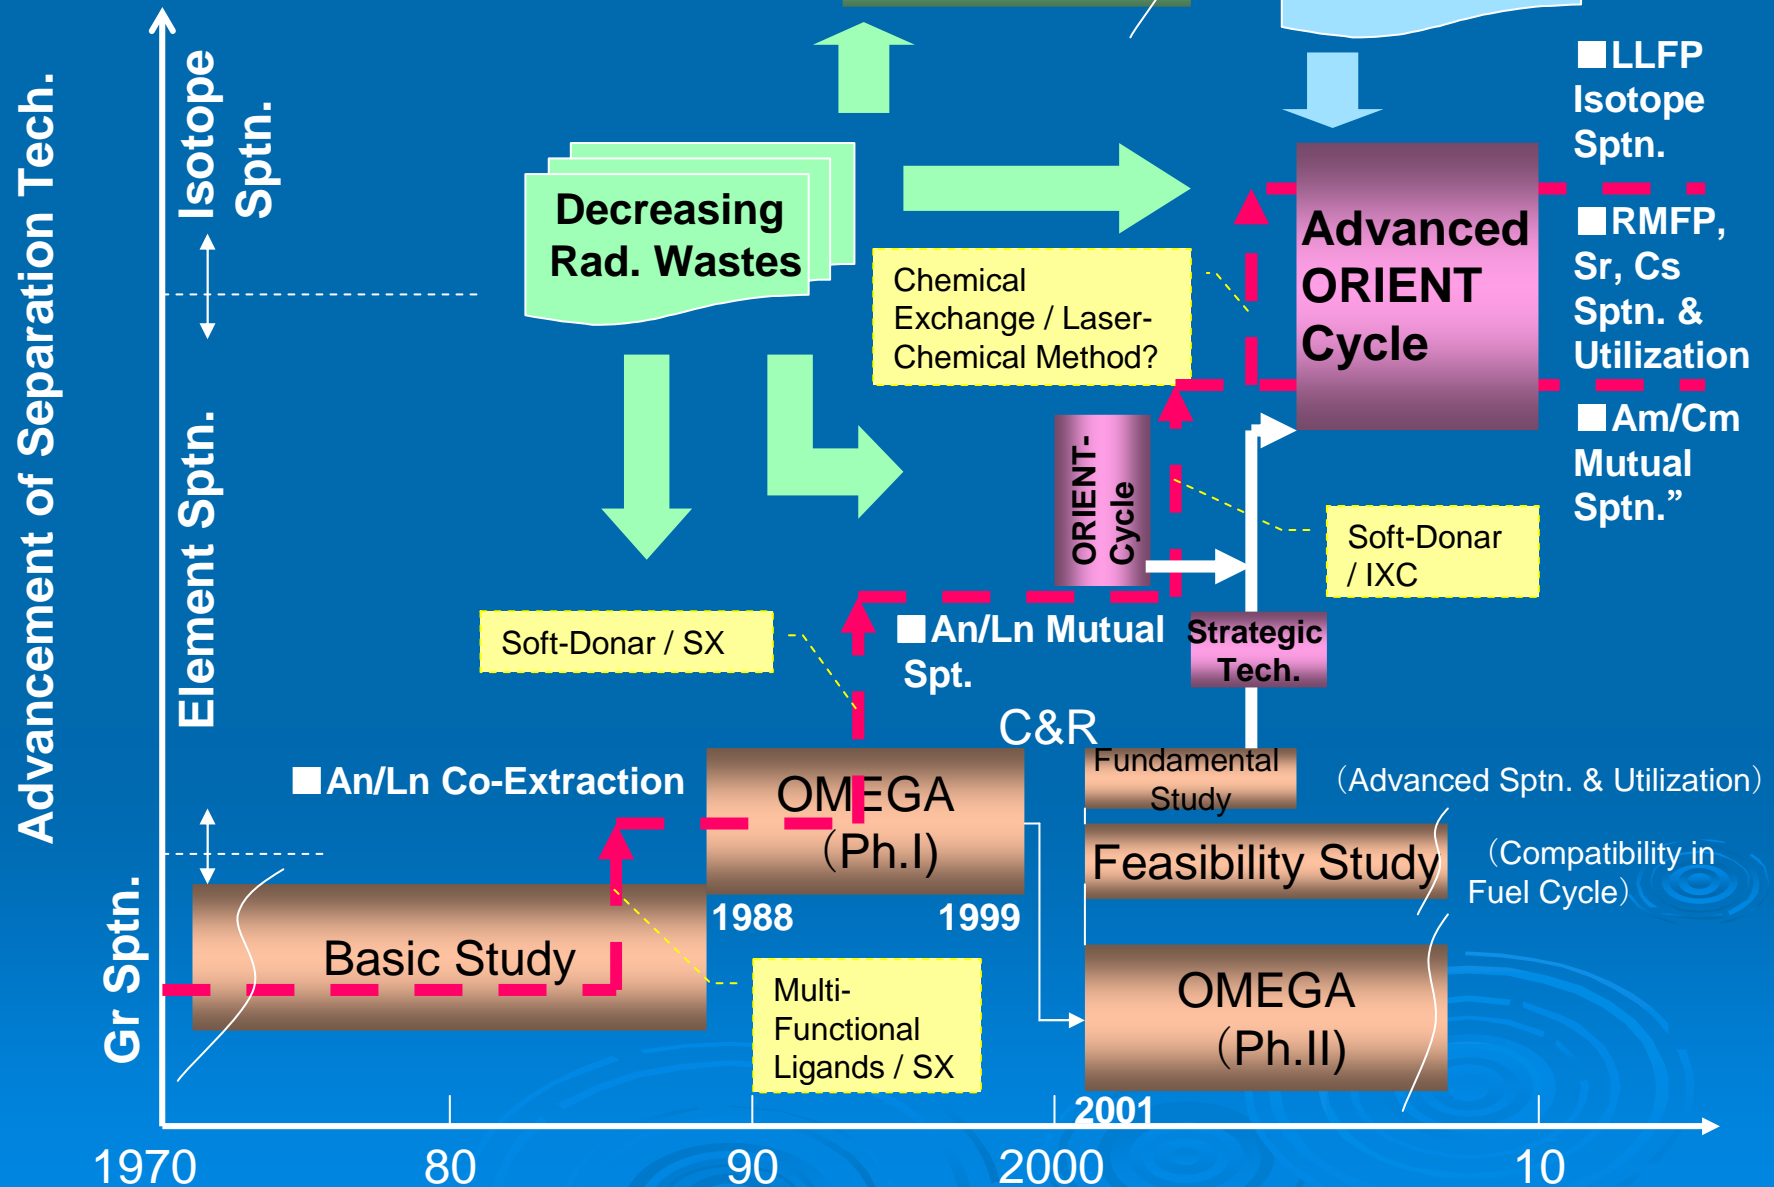 Advancement of Separation Tech.
Isotope
Sptn.
Element Sptn.
Gr Sptn.
Decreasing
Rad. Wastes
Chemical
Exchange / Laser-
Chemical Method?
Advanced
ORIENT
Cycle
■LLFP
Isotope
Sptn.
■RMFP,
Sr, Cs
Sptn. &
Utilization
■Am/Cm
Mutual
Sptn.”
ORIENT-
Cycle
Soft-Donar
/ IXC
Soft-Donar / SX
■An/Ln Mutual
Spt.
Strategic
Tech.
C&R
■An/Ln Co-Extraction
OMEGA
（Ph.I)
1988
1999
Fundamental
Study
（Advanced Sptn. & Utilization）
Feasibility Study
（Compatibility in
Fuel Cycle）
Basic Study
Multi-
Functional
Ligands / SX
OMEGA
（Ph.II)
2001
1970
80
90
2000
10